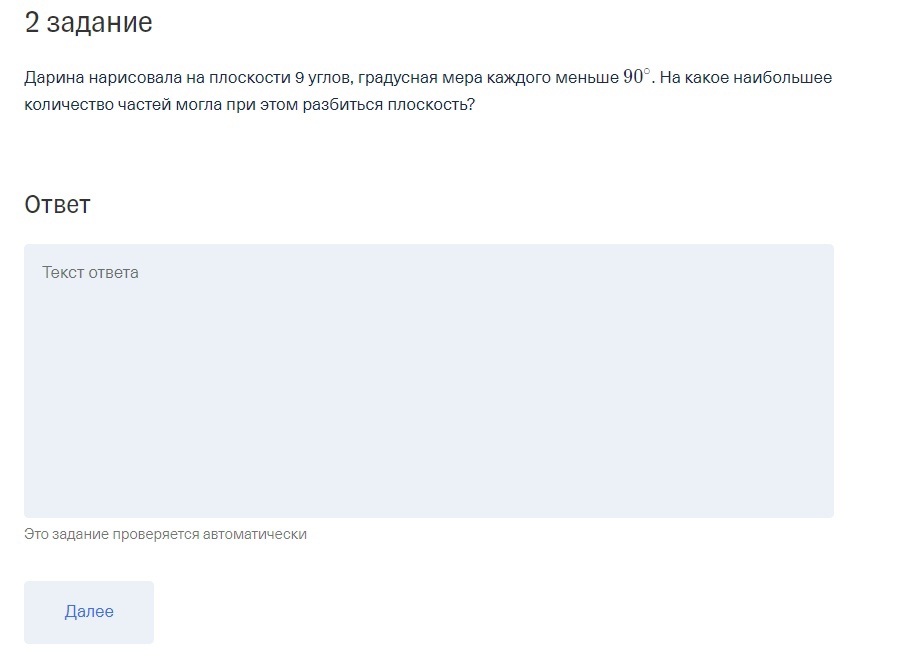 2 задание
Дарина нарисовала на плоскости 9 углов, градусная мера каждого меньше 90°. На какое наибольшее
количество частей могла при этом разбиться плоскость?
Ответ
Текст ответа
Это задание проверяется автоматически
Далее